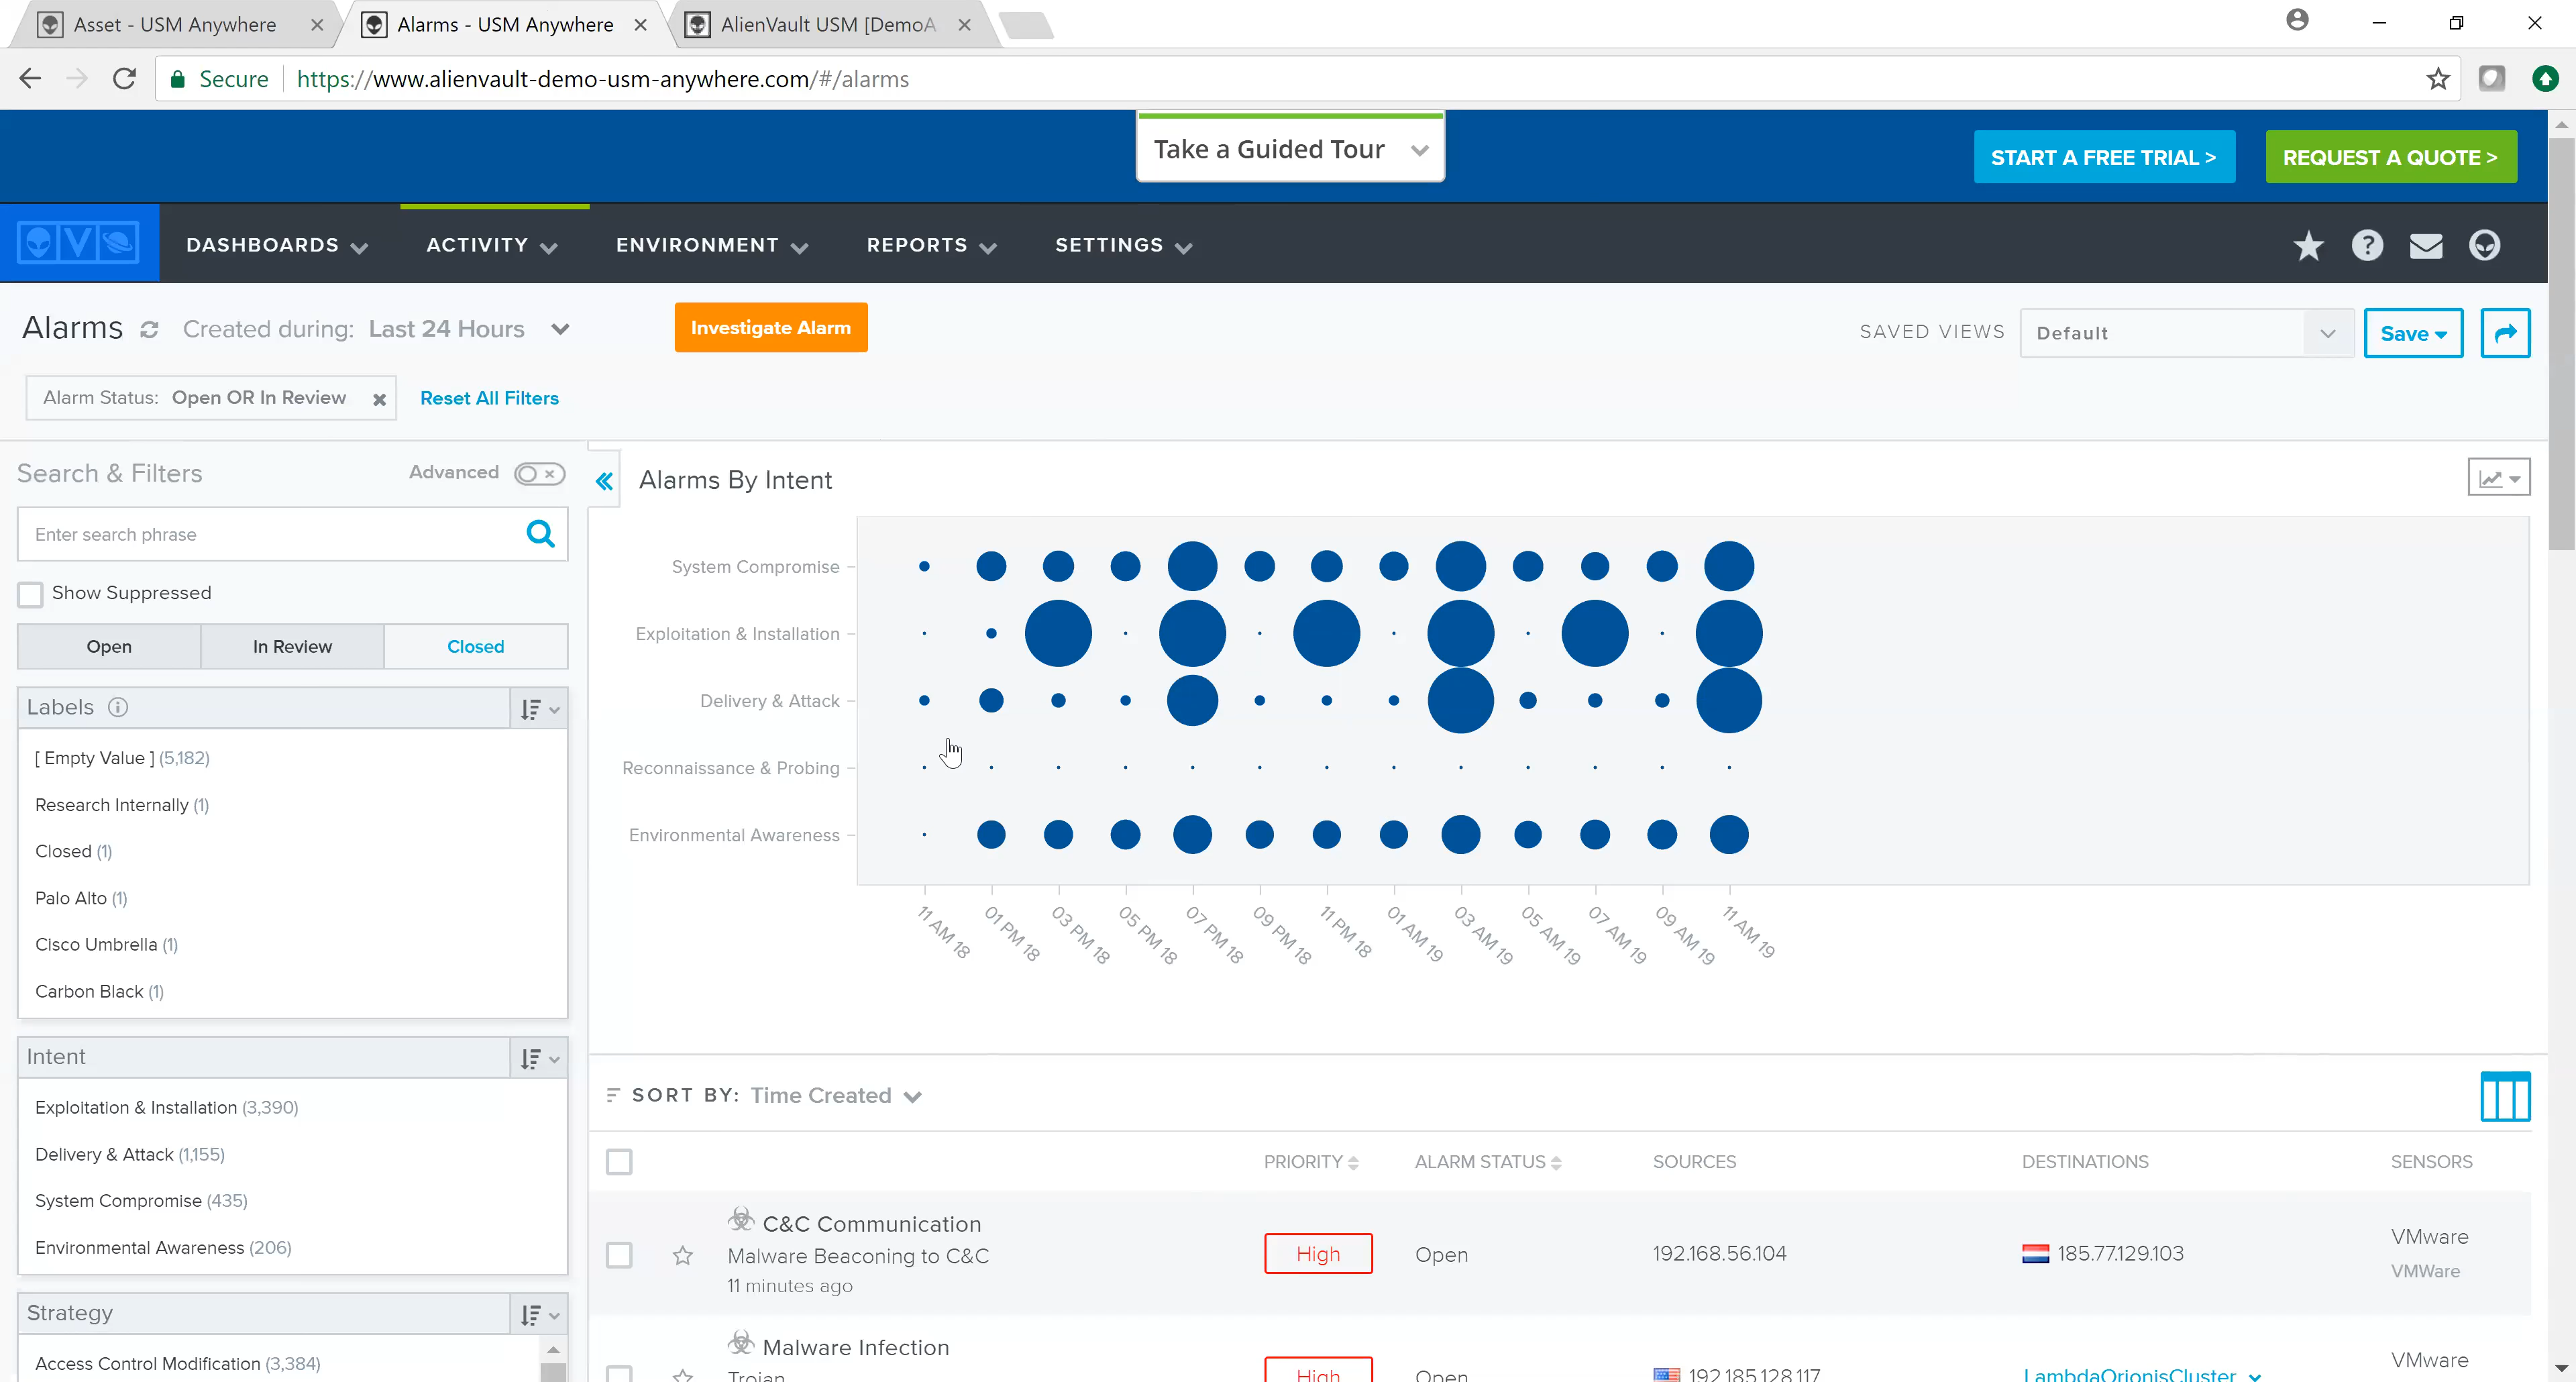 Asset - USM Anywhere
Alarms - USM Anywhere
AlienVault USM [DemoA
Secure
https://www.alienvault-demo-usm-anywhere.com/#/alarms
Take a Guided Tour
START A FREE TRIAL >
REQUEST A QUOTE >
DASHBOARDS
ACTIVITY
ENVIRONMENT
REPORTS
SETTINGS
Alarms
Created during: Last 24 Hours
Investigate Alarm
SAVED VIEWS
Default
Save
Alarm Status: Open OR In Review
Reset All Filters
Search & Filters
Advanced
Enter search phrase
Show Suppressed
Open
In Review
Closed
Labels
[ Empty Value ] (5,182)
Research Internally (1)
Closed (1)
Palo Alto (1)
Cisco Umbrella (1)
Carbon Black (1)
Intent
Exploitation & Installation (3,390)
Delivery & Attack (1,155)
System Compromise (435)
Environmental Awareness (206)
Strategy
Access Control Modification (3,384)
Alarms By Intent
System Compromise
Exploitation & Installation
Delivery & Attack
Reconnaissance & Probing
Environmental Awareness
11 AM 18
01 PM 18
03 PM 18
05 PM 18
07 PM 18
09 PM 18
11 PM 18
01 AM 19
03 AM 19
05 AM 19
07 AM 19
09 AM 19
11 AM 19
SORT BY: Time Created
PRIORITY
ALARM STATUS
SOURCES
DESTINATIONS
SENSORS
C&C Communication
Malware Beaconing to C&C
11 minutes ago
High
Open
192.168.56.104
185.77.129.103
VMware
VMWare
Malware Infection
Trojan
High
Open
192.185.128.117
LambdaOrionisCluster
VMware